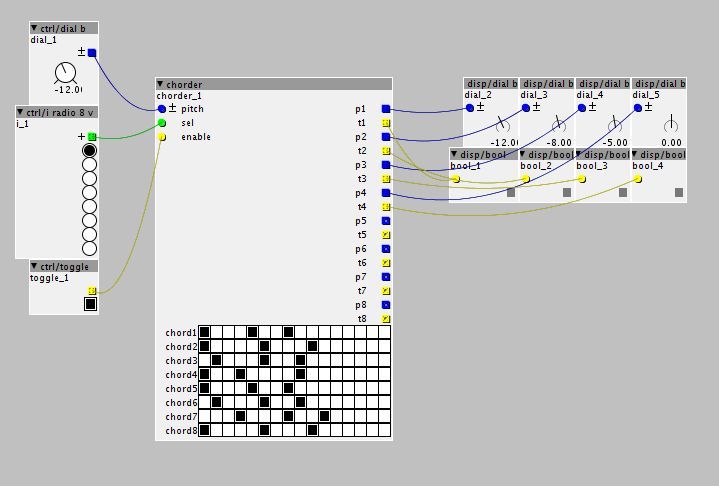 ctrl/dial b
dial_1
±
-12.0
ctrl/i radio 8 v
i_1
+
ctrl/toggle
toggle_1
chorder
chorder_1
± pitch
sel
enable
p1
t1
p2
t2
p3
t3
p4
t4
p5
t5
p6
t6
p7
t7
p8
t8
chord1
chord2
chord3
chord4
chord5
chord6
chord7
chord8
disp/dial b disp/dial b disp/dial b disp/dial b
dial_2 dial_3 dial_4 dial_5
± ± ± ±
-12.0 -8.00 -5.00 0.00
disp/bool disp/bool disp/bool disp/bool
bool_1 bool_2 bool_3 bool_4